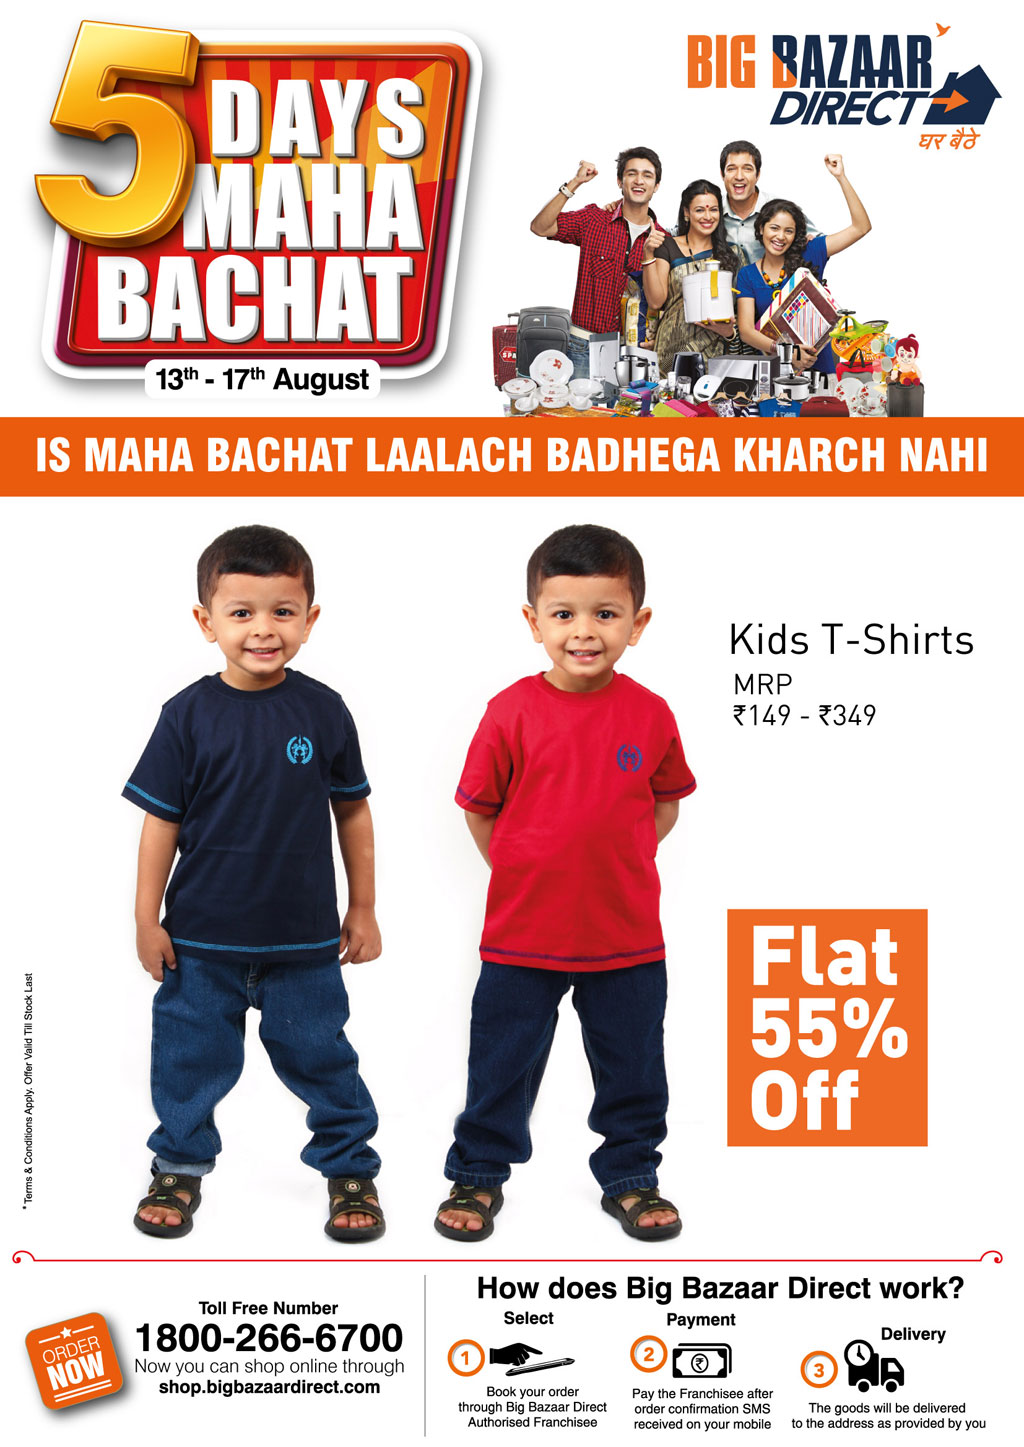 5 DAYS
MAHA
BACHAT
13th - 17th August
BIG BAZAAR
DIRECT
घर बैठे
IS MAHA BACHAT LAALACH BADHEGA KHARCH NAHI
Kids T-Shirts
MRP
₹149 - ₹349
Flat
55%
Off
*Terms & Conditions Apply. Offer Valid Till Stock Last
ORDER
NOW
Toll Free Number
1800-266-6700
Now you can shop online through
shop.bigbazaardirect.com
How does Big Bazaar Direct work?
Select
1
Book your order
through Big Bazaar Direct
Authorised Franchisee
Payment
2
₹
Pay the Franchisee after
order confirmation SMS
received on your mobile
Delivery
3
The goods will be delivered
to the address as provided by you